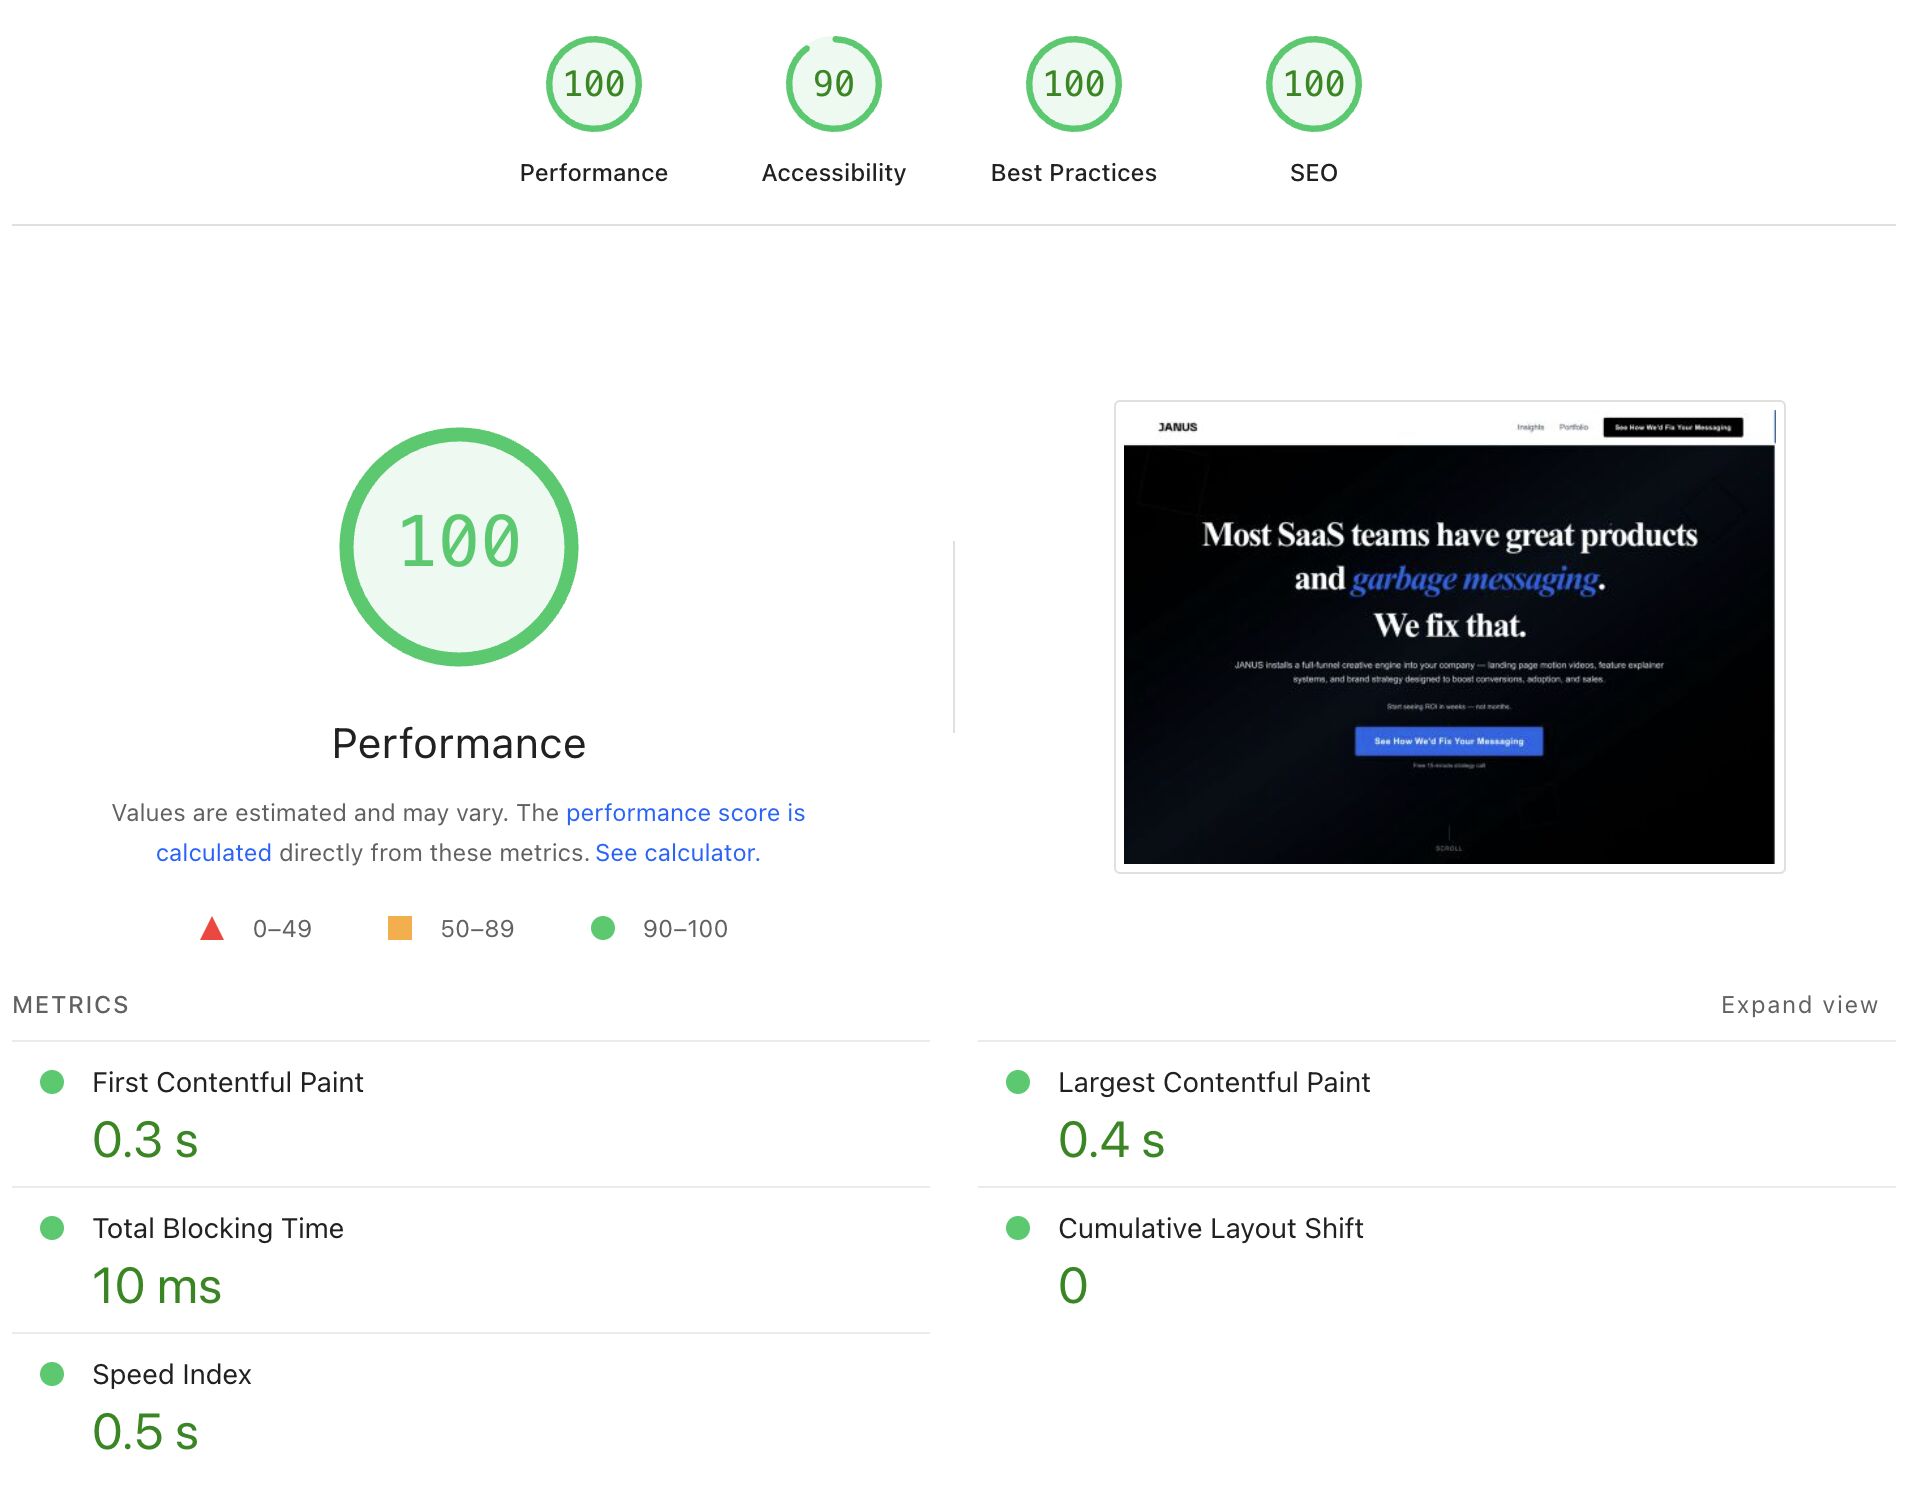 100
90
100
100
Performance
Accessibility
Best Practices
SEO
100
Performance
Values are estimated and may vary. The performance score is
calculated directly from these metrics. See calculator.
0–49
50–89
90–100
JANUS
Insights
Portfolio
See How We'd Fix Your Messaging
Most SaaS teams have great products
and garbage messaging.
We fix that.
JANUS installs a full-funnel creative engine into your company — landing page motion videos, feature explainer
systems, and brand strategy designed to boost conversions, adoption, and sales.
Start seeing ROI in weeks — not months.
See How We'd Fix Your Messaging
Free 15-minute strategy call
SCROLL
METRICS
Expand view
First Contentful Paint
0.3 s
Largest Contentful Paint
0.4 s
Total Blocking Time
10 ms
Cumulative Layout Shift
0
Speed Index
0.5 s